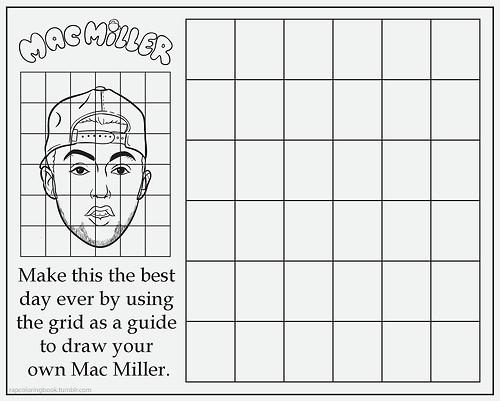 MAC MILLER
Make this the best
day ever by using
the grid as a guide
to draw your
own Mac Miller.
rapcoloringbook.tumblr.com